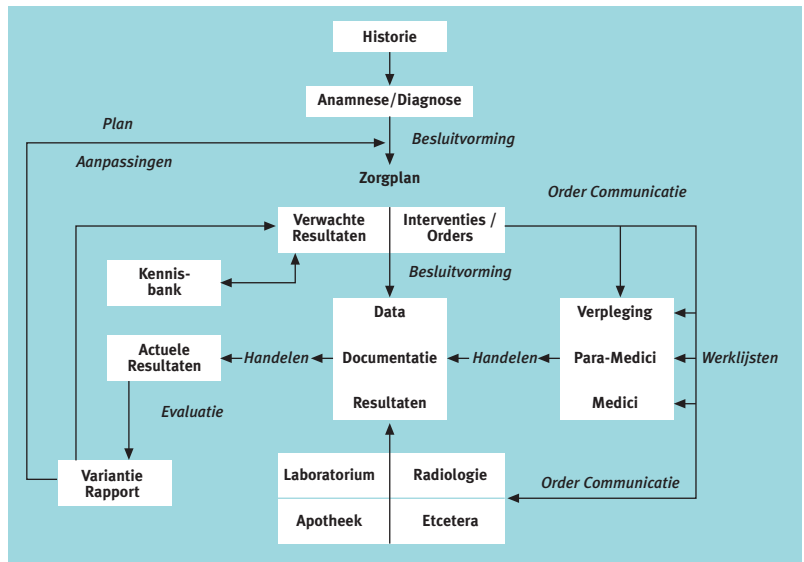 Historie
Anamnese/Diagnose
Plan
Besluitvorming
Aanpassingen
Zorgplan
Order Communicatie
Verwachte
Resultaten
Interventies /
Orders
Besluitvorming
Kennis-
bank
Data
Verpleging
Actuele
Resultaten
Handelen
Documentatie
Handelen
Para-Medici
Werklijsten
Evaluatie
Resultaten
Medici
Variantie
Rapport
Laboratorium
Radiologie
Order Communicatie
Apotheek
Etcetera